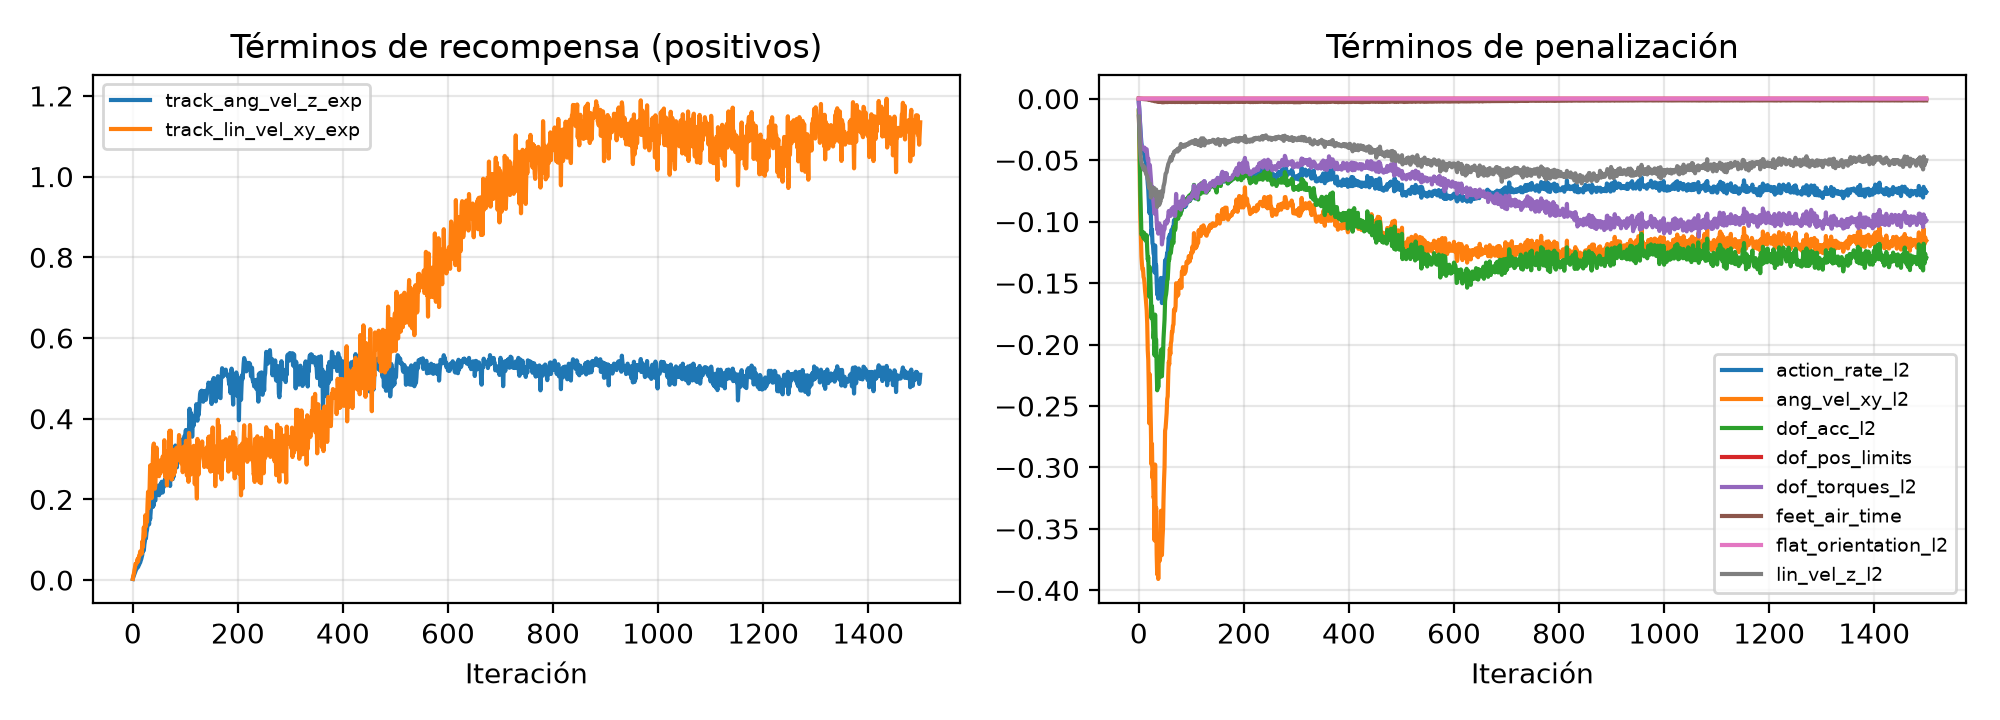 Términos de recompensa (positivos)
track_ang_vel_z_exp
track_lin_vel_xy_exp
1.2
1.0
0.8
0.6
0.4
0.2
0.0
0 200 400 600 800 1000 1200 1400
Iteración
Términos de penalización
0.00
−0.05
−0.10
−0.15
−0.20
−0.25
−0.30
−0.35
−0.40
action_rate_l2
ang_vel_xy_l2
dof_acc_l2
dof_pos_limits
dof_torques_l2
feet_air_time
flat_orientation_l2
lin_vel_z_l2
0 200 400 600 800 1000 1200 1400
Iteración